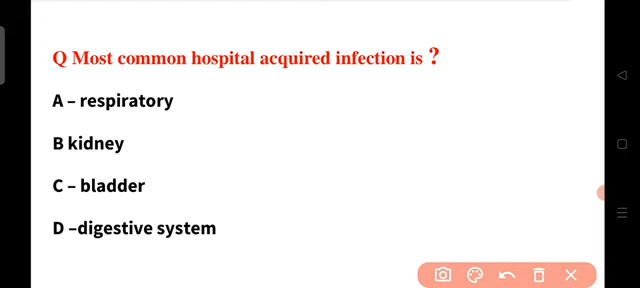 Q Most common hospital acquired infection is ?
A – respiratory
B kidney
C – bladder
D –digestive system